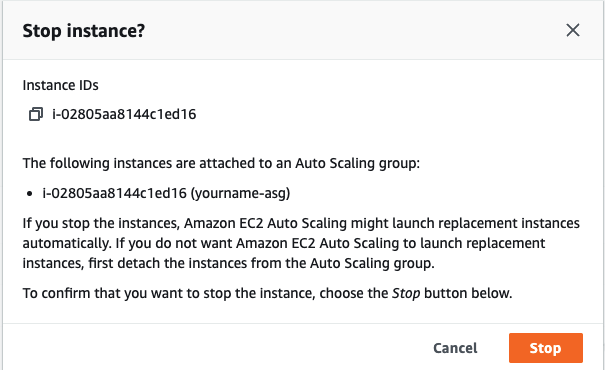 Stop instance?
Instance IDs
i-02805aa8144c1ed16
The following instances are attached to an Auto Scaling group:
• i-02805aa8144c1ed16 (yourname-asg)
If you stop the instances, Amazon EC2 Auto Scaling might launch replacement instances
automatically. If you do not want Amazon EC2 Auto Scaling to launch replacement
instances, first detach the instances from the Auto Scaling group.
To confirm that you want to stop the instance, choose the Stop button below.
Cancel Stop